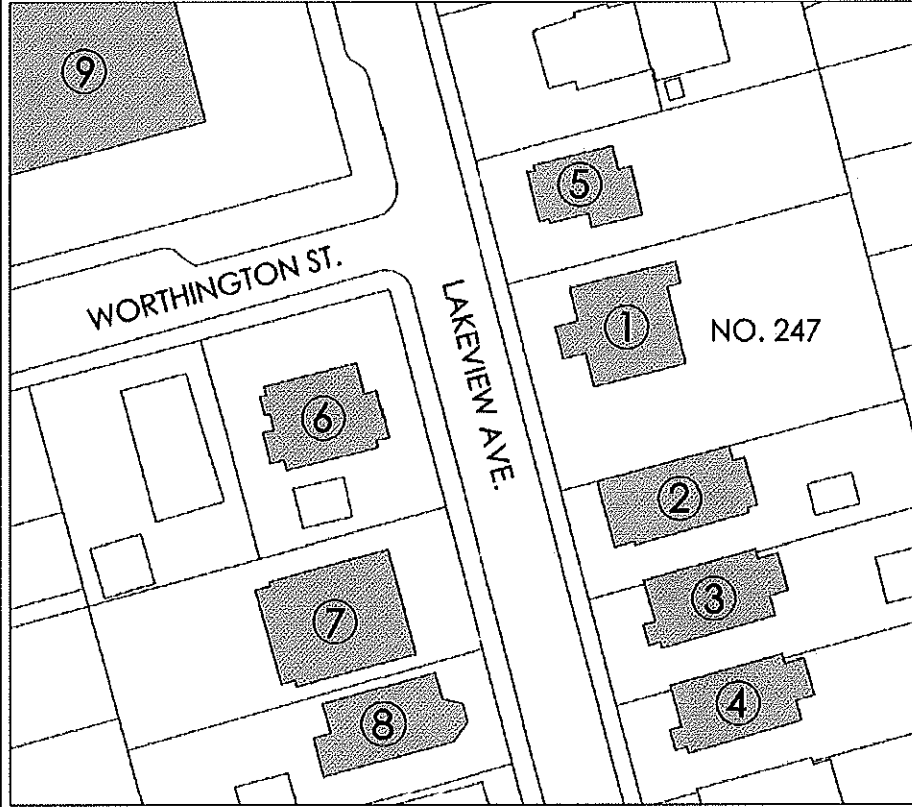 ⑨
⑤
WORTHINGTON ST.
LAKEVIEW AVE.
① NO. 247
⑥
②
③
⑦
④
⑧